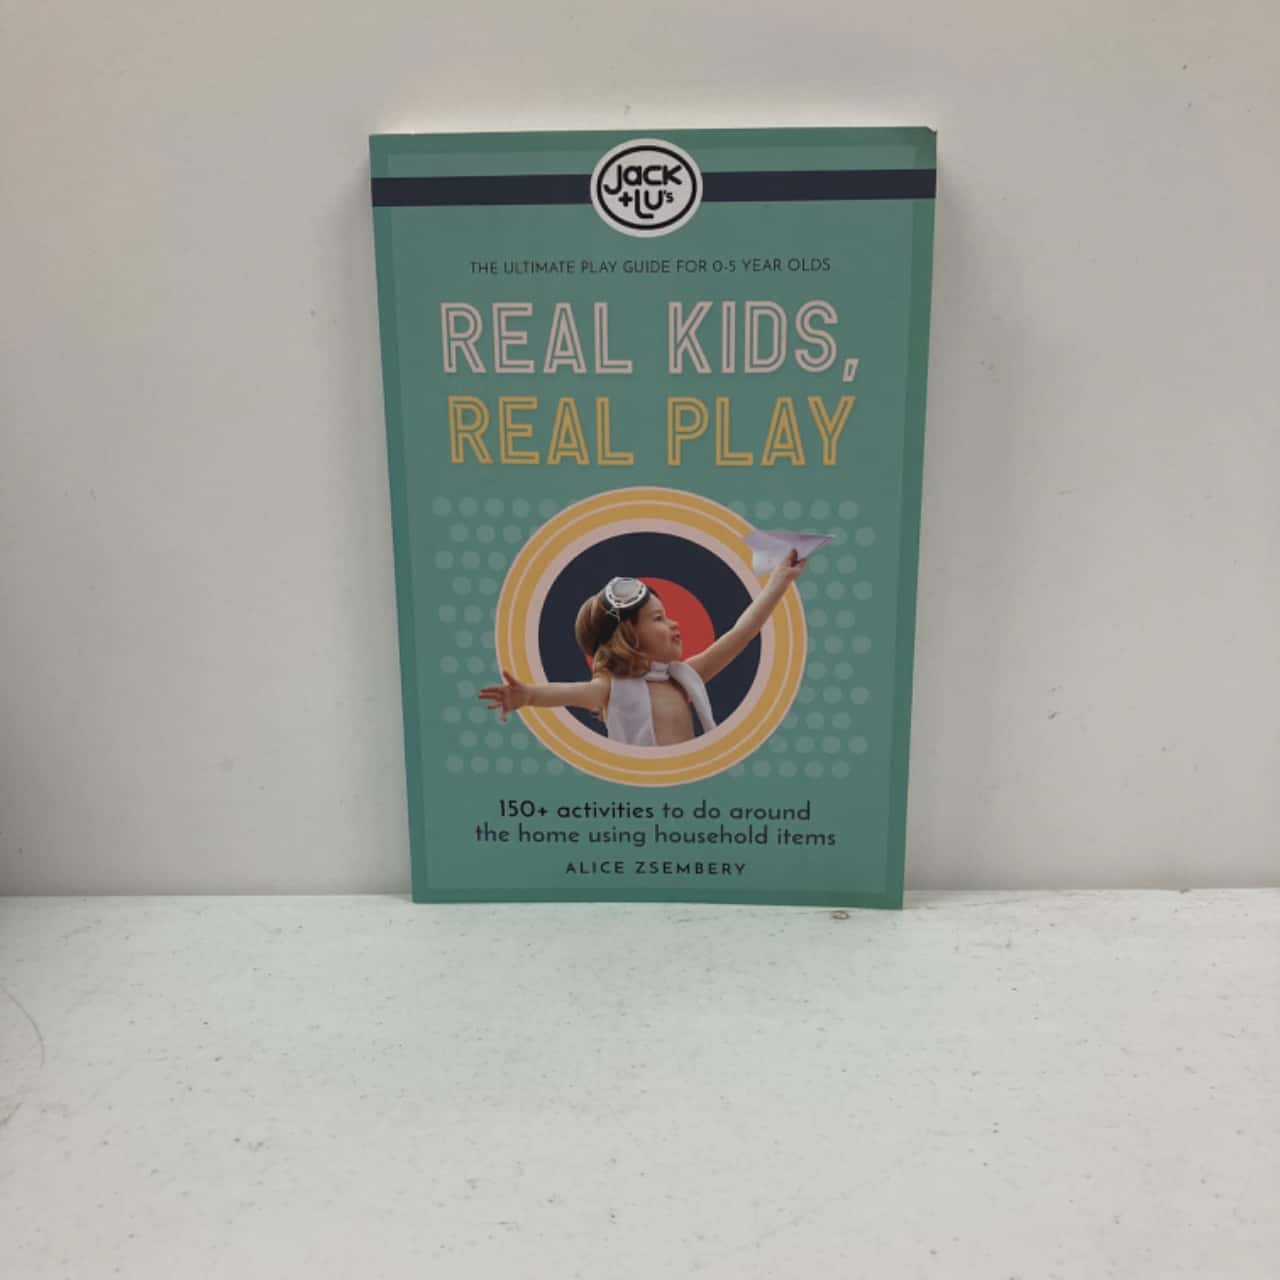 Jack
+LU's
THE ULTIMATE PLAY GUIDE FOR 0-5 YEAR OLDS
REAL KIDS,
REAL PLAY
150+ activities to do around
the home using household items
ALICE ZSEMBERY